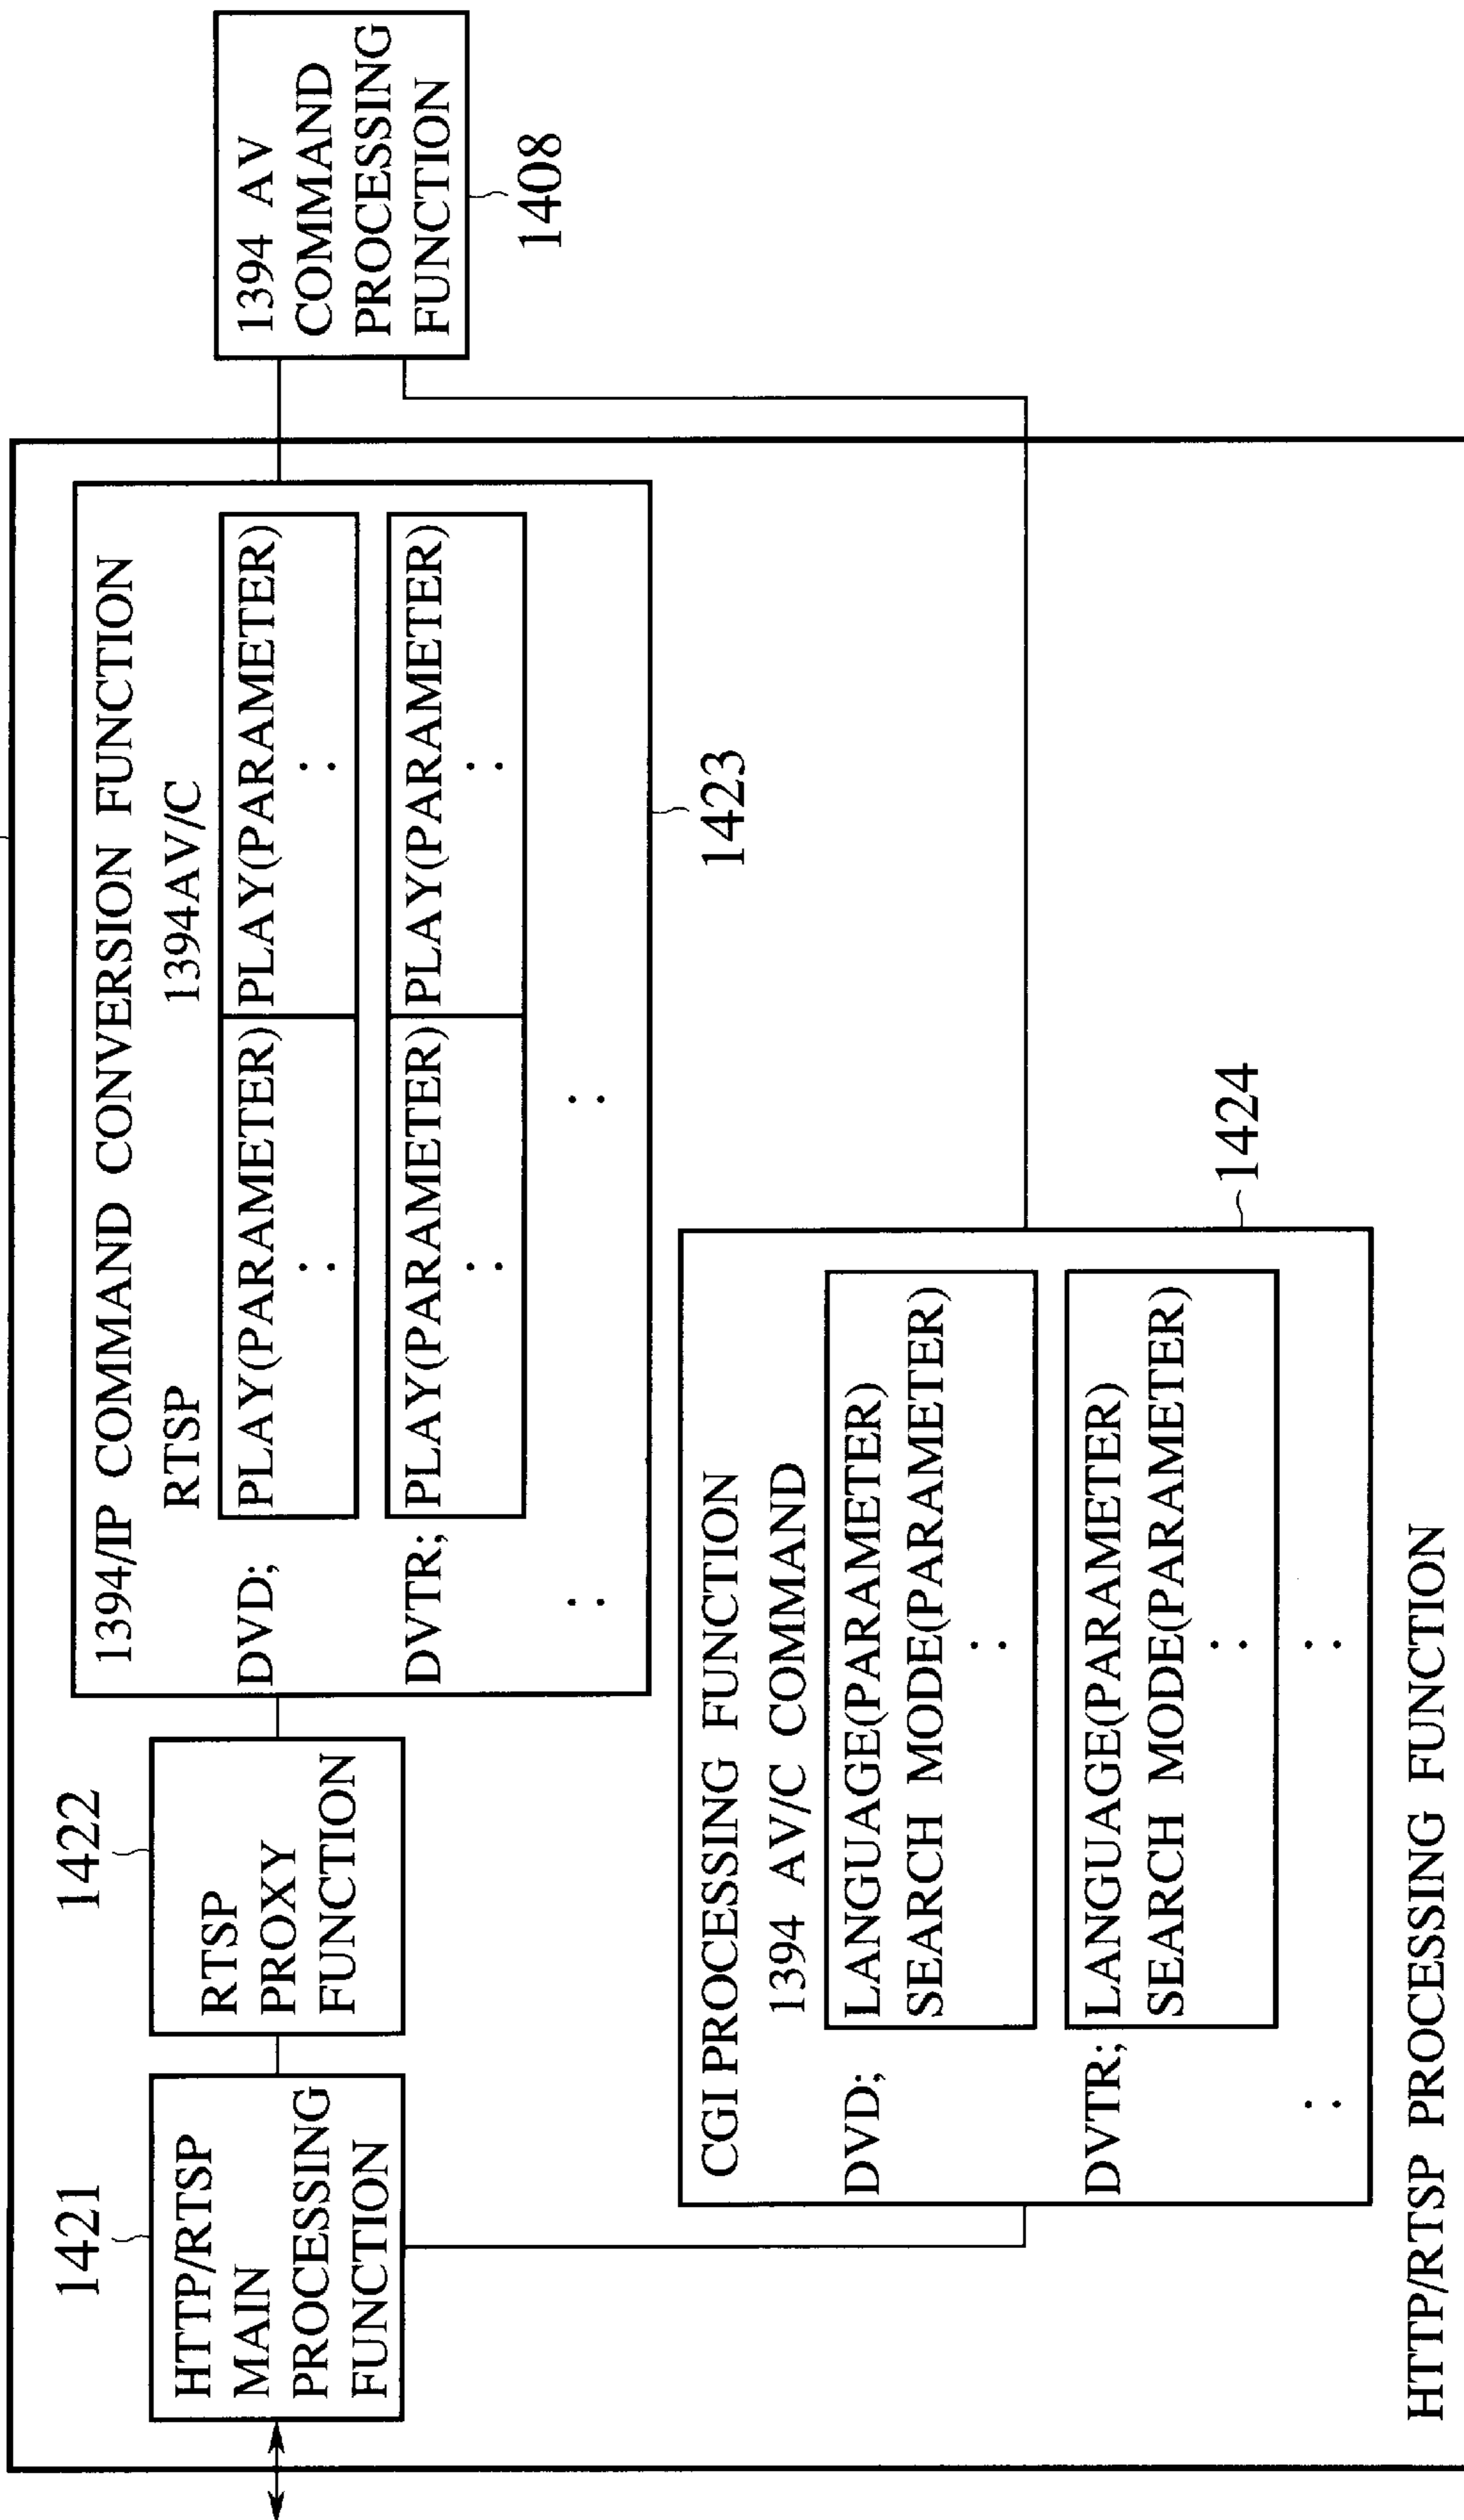 1421
HTTP/RTSP
MAIN
PROCESSING
FUNCTION
1422
RTSP
PROXY
FUNCTION
1394/IP COMMAND CONVERSION FUNCTION
RTSP
1394AV/C
DVD;
PLAY(PARAMETER)
PLAY(PARAMETER)
:
:
DVTR;
PLAY(PARAMETER)
PLAY(PARAMETER)
:
:
:
:
1423
1394 AV
COMMAND
PROCESSING
FUNCTION
1408
CGI PROCESSING FUNCTION
1394 AV/C COMMAND
DVD;
LANGUAGE(PARAMETER)
SEARCH MODE(PARAMETER)
:
DVTR;
LANGUAGE(PARAMETER)
SEARCH MODE(PARAMETER)
:
:
:
1424
HTTP/RTSP PROCESSING FUNCTION